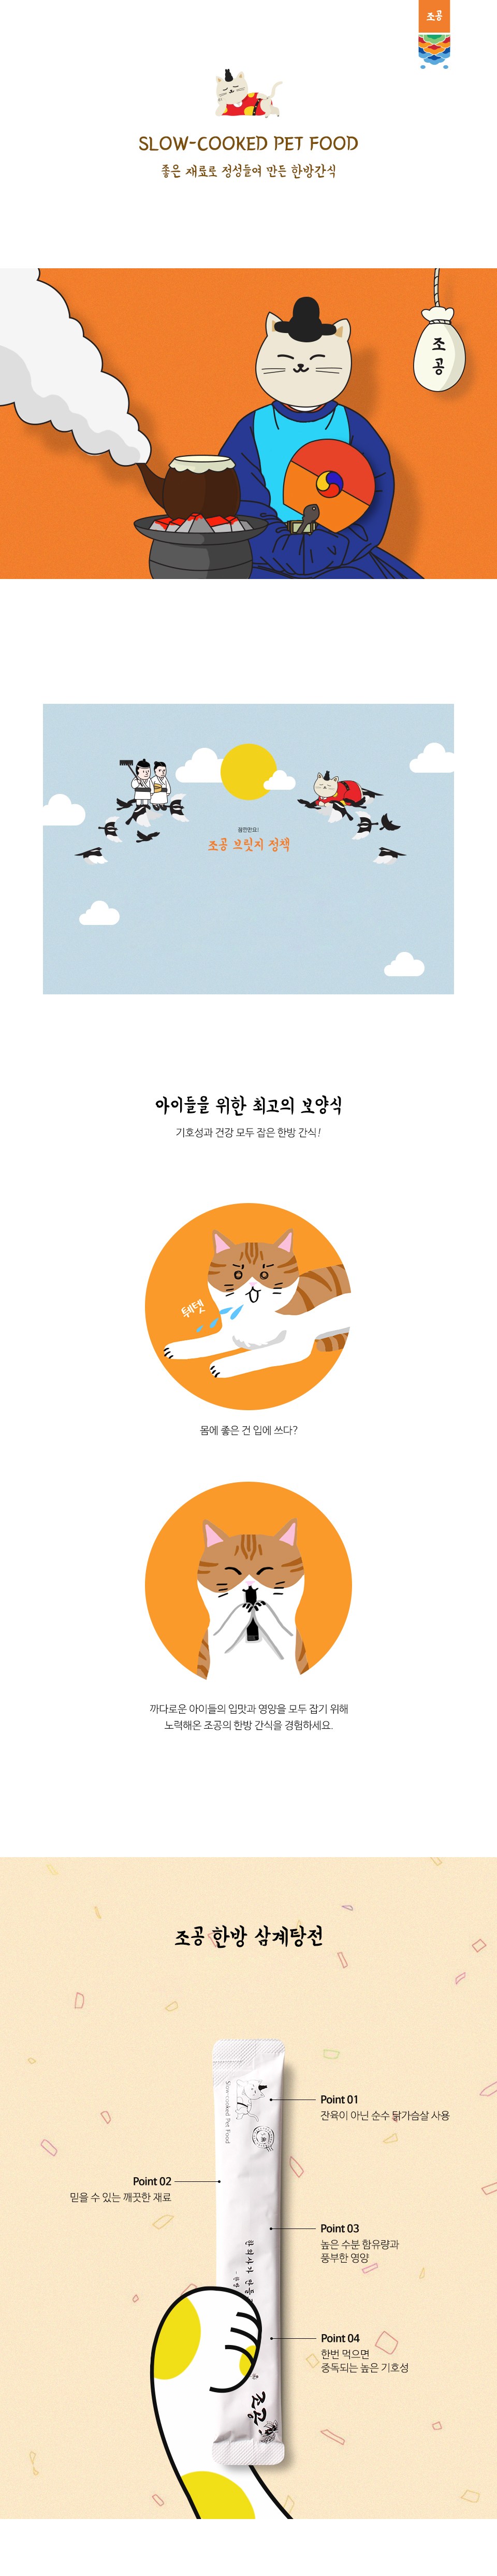 조공
SLOW-COOKED PET FOOD
좋은 재료로 정성들여 만든 한방간식
조
공
잠깐만요!
조공 브릿지 정책
아이들을 위한 최고의 보양식
기호성과 건강 모두 잡은 한방 간식!
퉤텟
몸에 좋은 건 입에 쓰다?
까다로운 아이들의 입맛과 영양을 모두 잡기 위해
노력해온 조공의 한방 간식을 경험하세요.
조공 한방 삼계탕전
Slow-cooked Pet Food
Point 01
잔육이 아닌 순수 닭가슴살 사용
Point 02
믿을 수 있는 깨끗한 재료
Point 03
높은 수분 함유량과
풍부한 영양
한의사가 만든
Point 04
한번 먹으면
중독되는 높은 기호성
조공